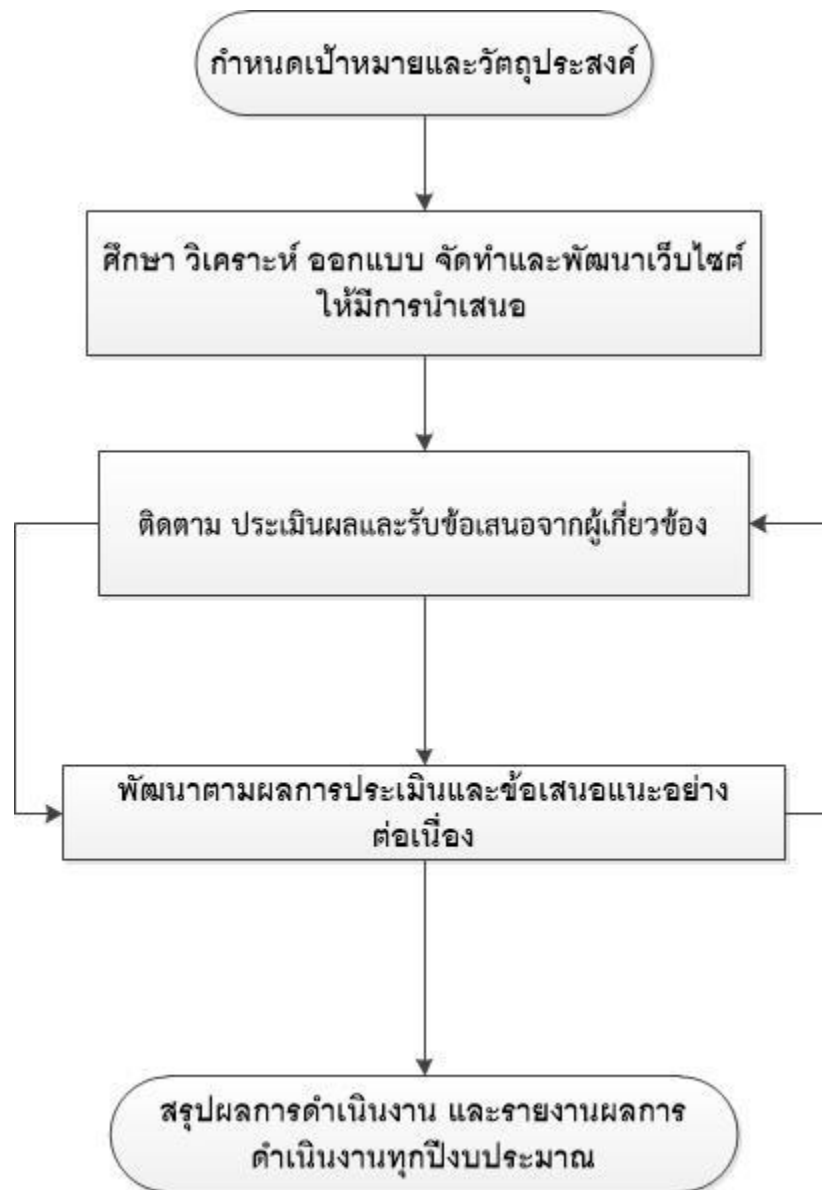 กำหนดเป้าหมายและวัตถุประสงค์
ศึกษา วิเคราะห์ ออกแบบ จัดทำและพัฒนาเว็บไซต์
ให้มีการนำเสนอ
ติดตาม ประเมินผลและรับข้อเสนอจากผู้เกี่ยวข้อง
พัฒนาตามผลการประเมินและข้อเสนอแนะอย่าง
ต่อเนื่อง
สรุปผลการดำเนินงาน และรายงานผลการ
ดำเนินงานทุกปีงบประมาณ